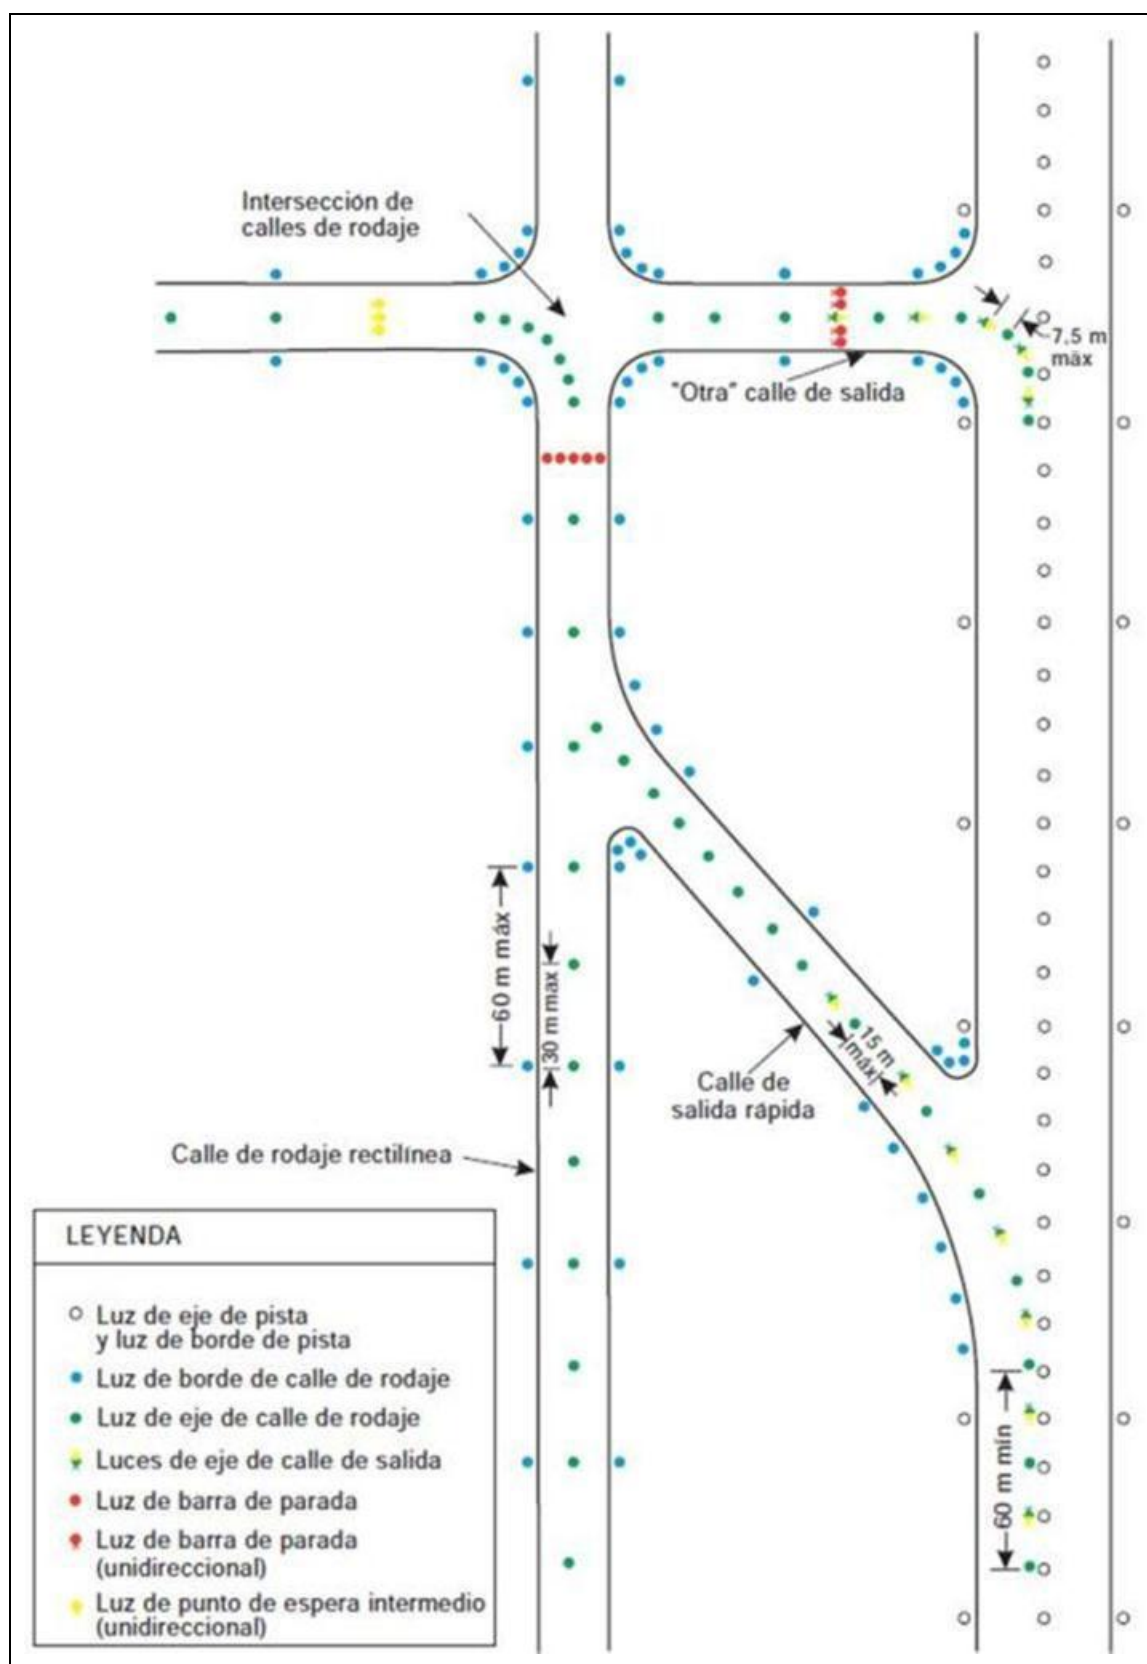 Intersección de
calles de rodaje
7,5 m
máx
"Otra" calle de salida
60 m máx
30 m max
15 m
máx
Calle de
salida rápida
Calle de rodaje rectilínea
60 m mín
LEYENDA
Luz de eje de pista
y luz de borde de pista
Luz de borde de calle de rodaje
Luz de eje de calle de rodaje
Luces de eje de calle de salida
Luz de barra de parada
Luz de barra de parada
(unidireccional)
Luz de punto de espera intermedio
(unidireccional)